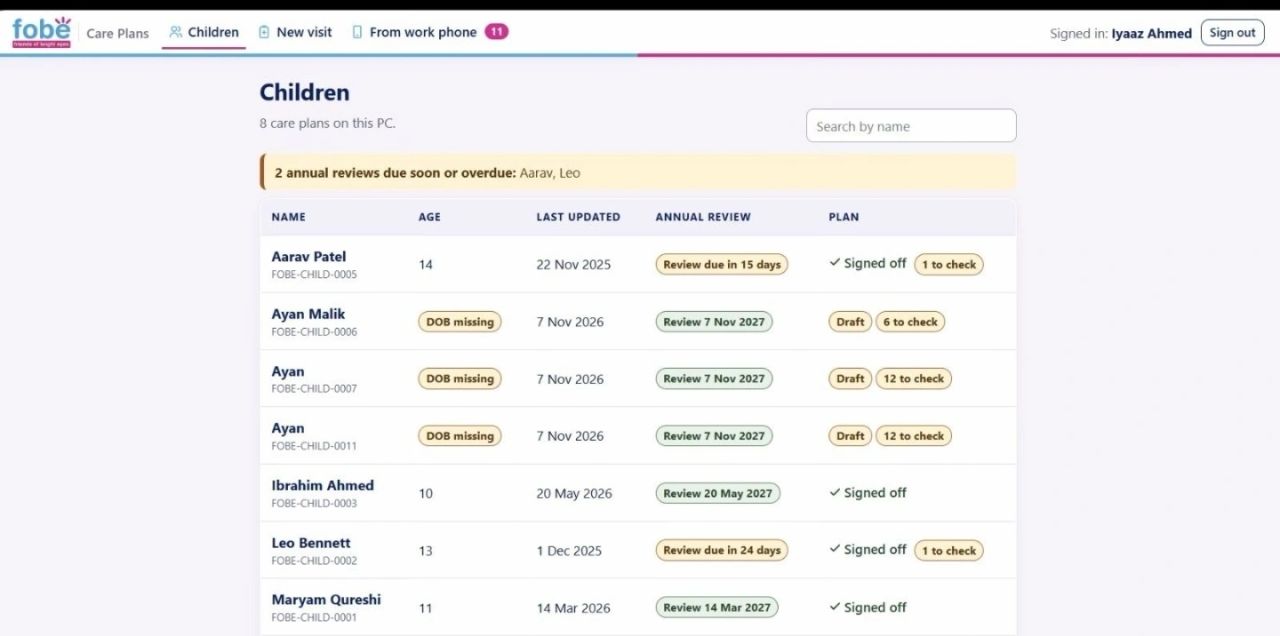 fobe
friends of bright eyes
Care Plans
Children
New visit
From work phone 11
Signed in: Iyaaz Ahmed
Sign out
Children
8 care plans on this PC.
Search by name
2 annual reviews due soon or overdue: Aarav, Leo
NAME AGE LAST UPDATED ANNUAL REVIEW PLAN
Aarav Patel 14 22 Nov 2025 Review due in 15 days ✓ Signed off 1 to check
FOBE-CHILD-0005
Ayan Malik DOB missing 7 Nov 2026 Review 7 Nov 2027 Draft 6 to check
FOBE-CHILD-0006
Ayan DOB missing 7 Nov 2026 Review 7 Nov 2027 Draft 12 to check
FOBE-CHILD-0007
Ayan DOB missing 7 Nov 2026 Review 7 Nov 2027 Draft 12 to check
FOBE-CHILD-0011
Ibrahim Ahmed 10 20 May 2026 Review 20 May 2027 ✓ Signed off
FOBE-CHILD-0003
Leo Bennett 13 1 Dec 2025 Review due in 24 days ✓ Signed off 1 to check
FOBE-CHILD-0002
Maryam Qureshi 11 14 Mar 2026 Review 14 Mar 2027 ✓ Signed off
FOBE-CHILD-0001